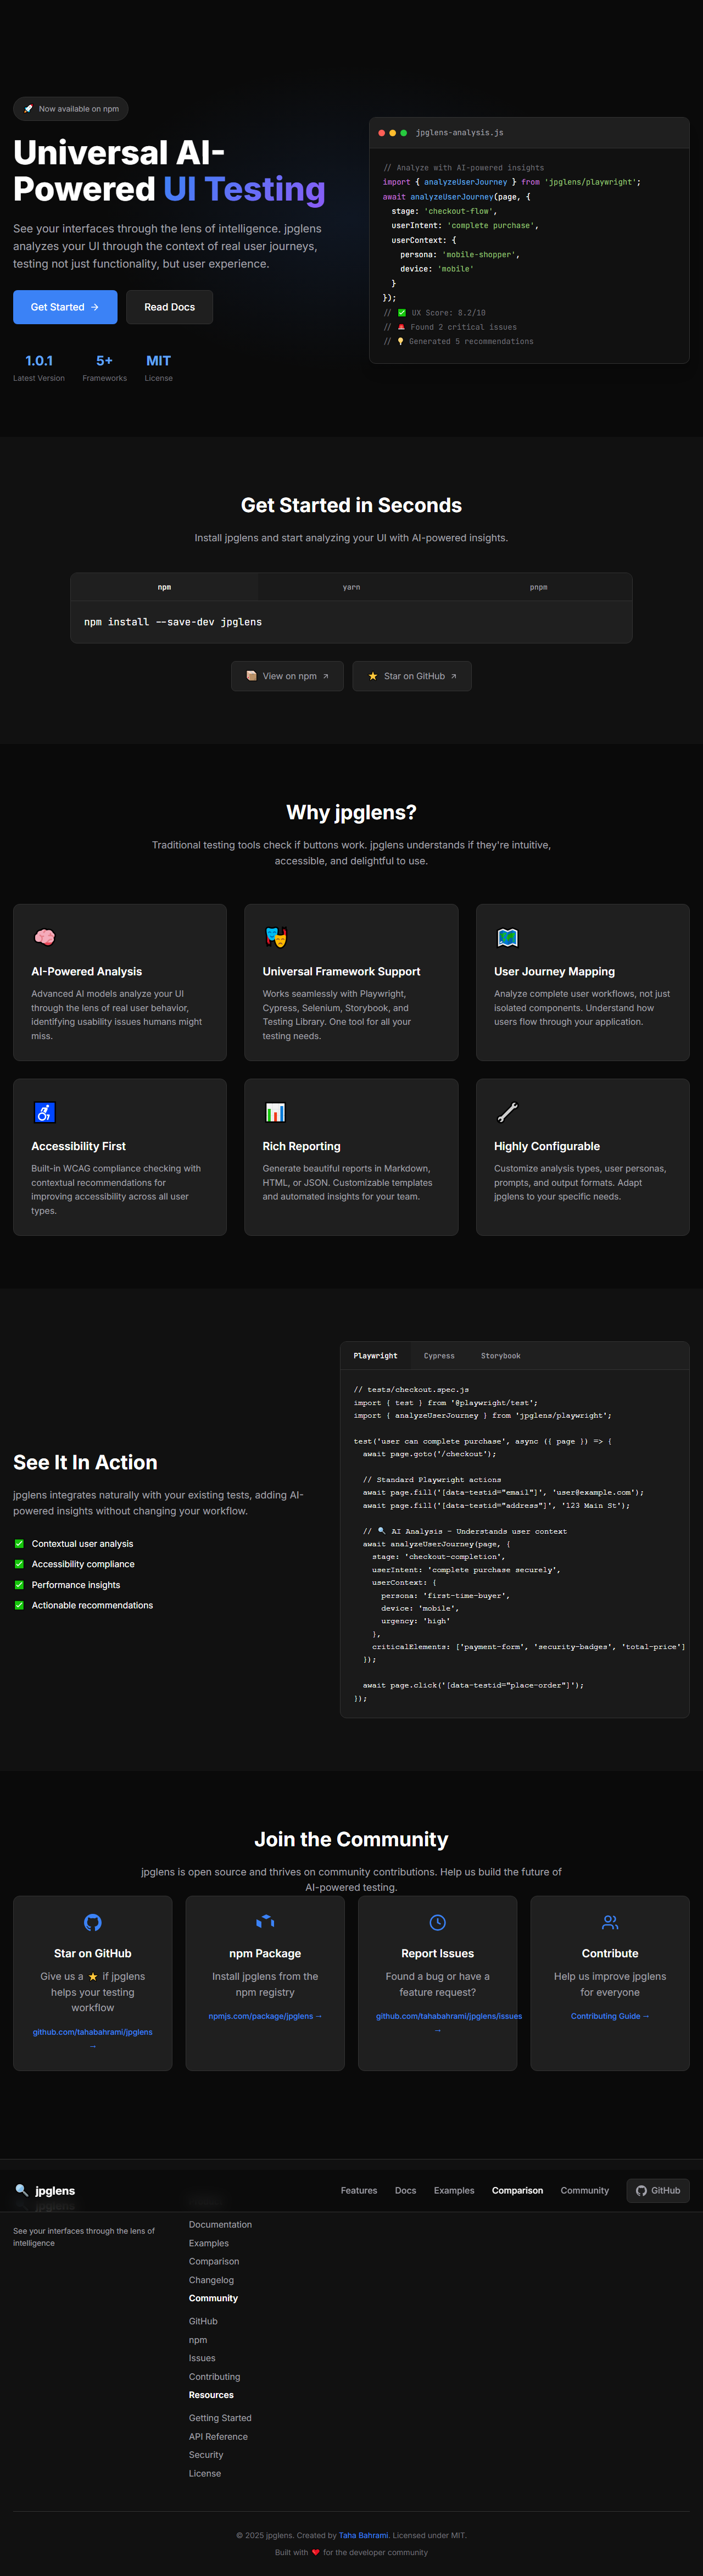 🚀 Now available on npm
Universal AI-
Powered UI Testing
See your interfaces through the lens of intelligence. jpglens
analyzes your UI through the context of real user journeys,
testing not just functionality, but user experience.
Get Started →
Read Docs
1.0.1
Latest Version
5+
Frameworks
MIT
License
jpglens-analysis.js
// Analyze with AI-powered insights
import { analyzeUserJourney } from 'jpglens/playwright';
await analyzeUserJourney(page, {
stage: 'checkout-flow',
userIntent: 'complete purchase',
userContext: {
persona: 'mobile-shopper',
device: 'mobile'
}
});
// ✅ UX Score: 8.2/10
// 🚨 Found 2 critical issues
// 💡 Generated 5 recommendations
Get Started in Seconds
Install jpglens and start analyzing your UI with AI-powered insights.
npm
yarn
pnpm
npm install --save-dev jpglens
📦 View on npm ↗
⭐ Star on GitHub ↗
Why jpglens?
Traditional testing tools check if buttons work. jpglens understands if they're intuitive,
accessible, and delightful to use.
AI-Powered Analysis
Advanced AI models analyze your UI
through the lens of real user behavior,
identifying usability issues humans might
miss.
Universal Framework Support
Works seamlessly with Playwright,
Cypress, Selenium, Storybook, and
Testing Library. One tool for all your
testing needs.
User Journey Mapping
Analyze complete user workflows, not just
isolated components. Understand how
users flow through your application.
Accessibility First
Built-in WCAG compliance checking with
contextual recommendations for
improving accessibility across all user
types.
Rich Reporting
Generate beautiful reports in Markdown,
HTML, or JSON. Customizable templates
and automated insights for your team.
Highly Configurable
Customize analysis types, user personas,
prompts, and output formats. Adapt
jpglens to your specific needs.
See It In Action
jpglens integrates naturally with your existing tests, adding AI-
powered insights without changing your workflow.
✅ Contextual user analysis
✅ Accessibility compliance
✅ Performance insights
✅ Actionable recommendations
Playwright
Cypress
Storybook
// tests/checkout.spec.js
import { test } from '@playwright/test';
import { analyzeUserJourney } from 'jpglens/playwright';
test('user can complete purchase', async ({ page }) => {
await page.goto('/checkout');
// Standard Playwright actions
await page.fill('[data-testid="email"]', 'user@example.com');
await page.fill('[data-testid="address"]', '123 Main St');
// 🔍 AI Analysis - Understands user context
await analyzeUserJourney(page, {
stage: 'checkout-completion',
userIntent: 'complete purchase securely',
userContext: {
persona: 'first-time-buyer',
device: 'mobile',
urgency: 'high'
},
criticalElements: ['payment-form', 'security-badges', 'total-price']
});
await page.click('[data-testid="place-order"]');
});
Join the Community
jpglens is open source and thrives on community contributions. Help us build the future of
AI-powered testing.
Star on GitHub
Give us a ⭐ if jpglens
helps your testing
workflow
github.com/tahabahrami/jpglens
→
npm Package
Install jpglens from the
npm registry
npmjs.com/package/jpglens →
Report Issues
Found a bug or have a
feature request?
github.com/tahabahrami/jpglens/issues
→
Contribute
Help us improve jpglens
for everyone
Contributing Guide →
🔍 jpglens
Features
Docs
Examples
Comparison
Community
GitHub
See your interfaces through the lens of
intelligence
Documentation
Examples
Comparison
Changelog
Community
GitHub
npm
Issues
Contributing
Resources
Getting Started
API Reference
Security
License
© 2025 jpglens. Created by Taha Bahrami. Licensed under MIT.
Built with ❤️ for the developer community